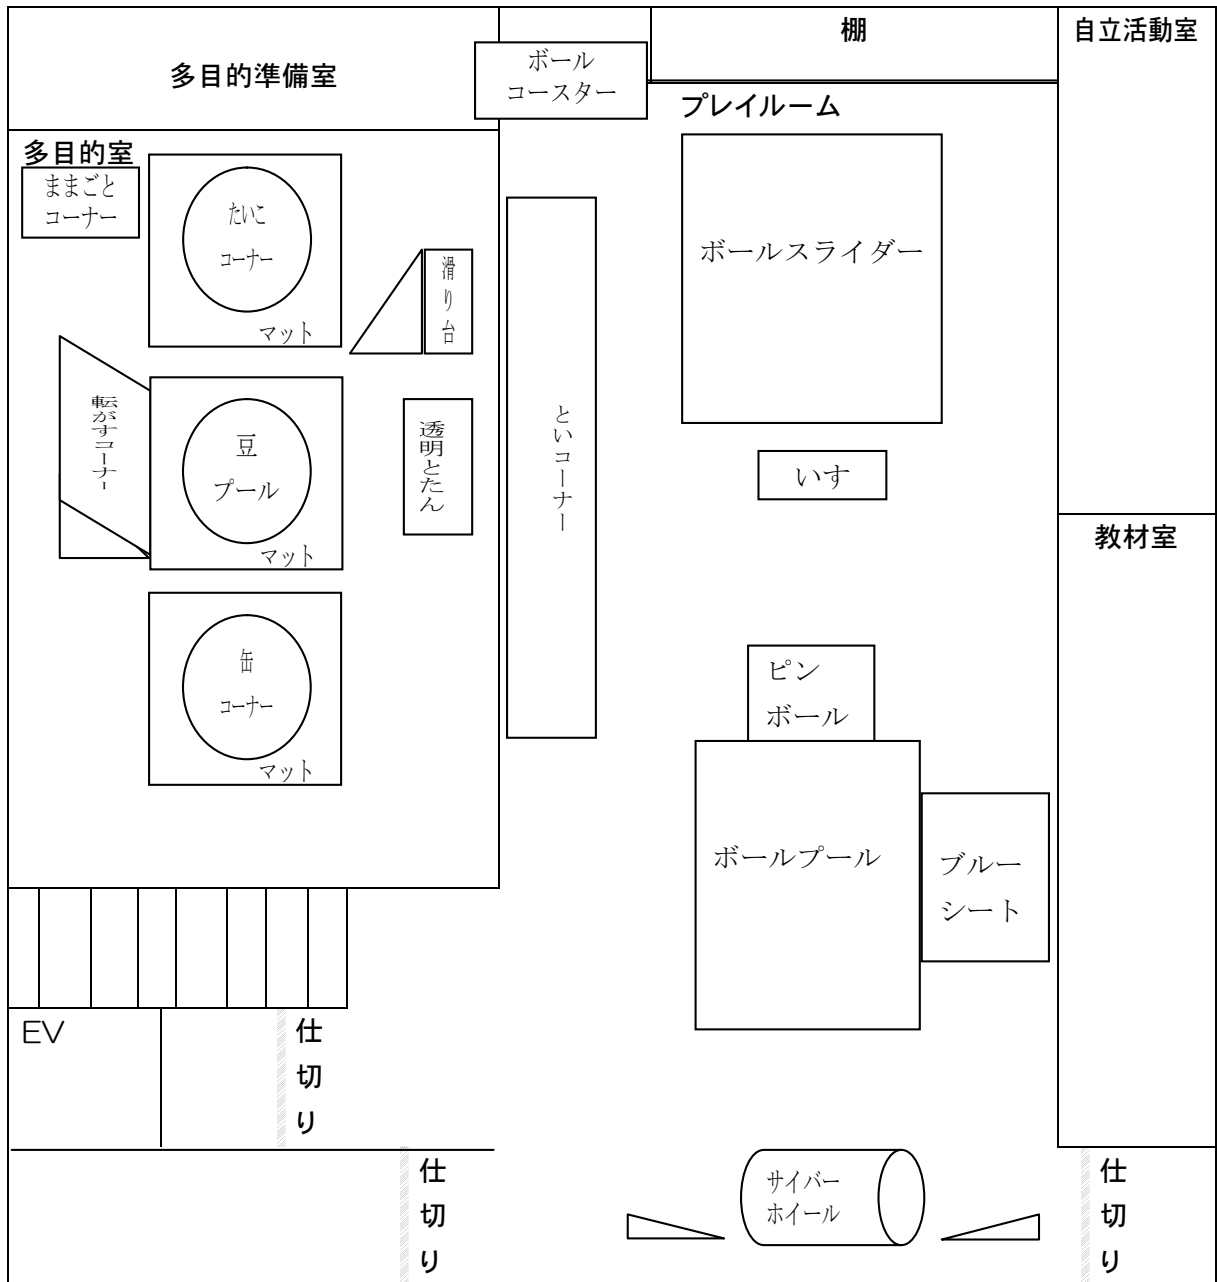 棚
自立活動室
多目的準備室
ボール
コースター
プレイルーム
多目的室
ままごと
コーナー
たいこ
コーナー
マット
滑り台
ボールスライダー
転がすコーナー
豆
プール
マット
透明とたん
といコーナー
いす
教材室
缶
コーナー
マット
ピン
ボール
ボールプール
ブルー
シート
EV
仕
切
り
仕
切
り
サイバー
ホイール
仕
切
り